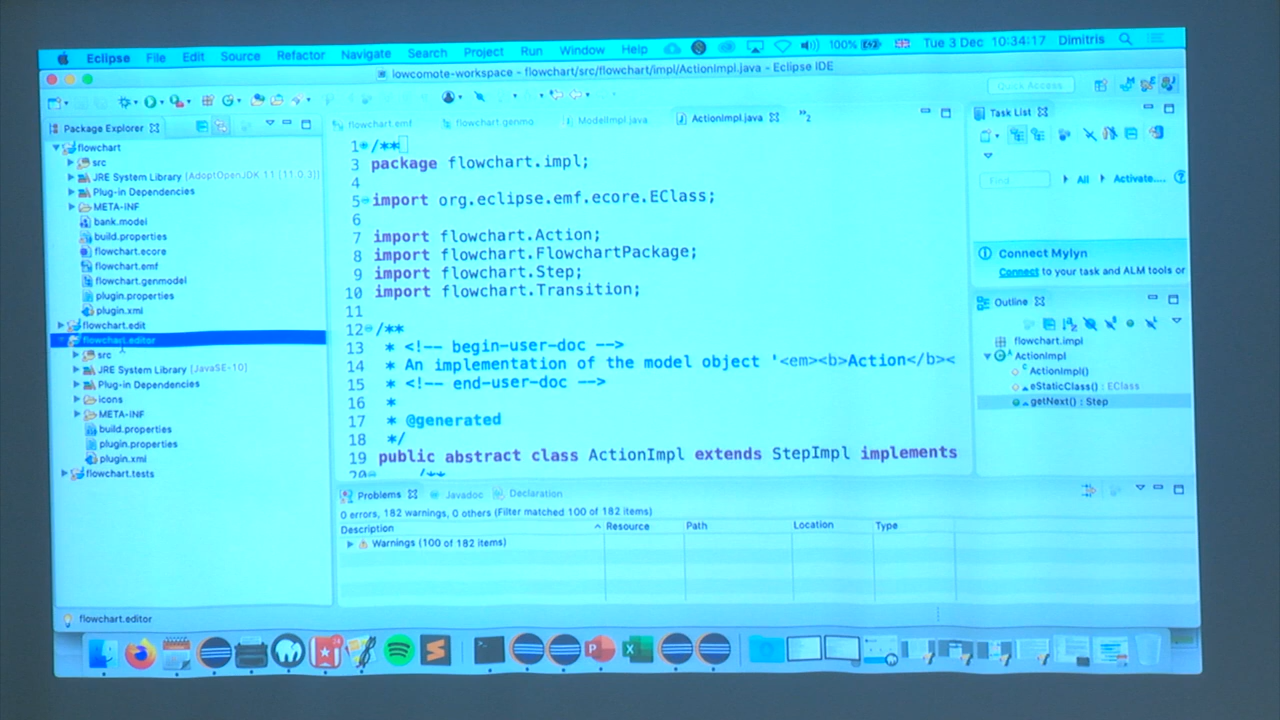 Eclipse File Edit Source Refactor Navigate Search Project Run Window Help 100% Tue 3 Dec 10:34:17 Dimitris
lowcomote-workspace - flowchart/src/flowchart/impl/ActionImpl.java - Eclipse IDE
Quick Access
Package Explorer
flowchart
src
JRE System Library [AdoptOpenJDK 11 (11.0.3)]
Plug-in Dependencies
META-INF
bank.model
build.properties
flowchart.ecore
flowchart.emf
flowchart.genmodel
plugin.properties
plugin.xml
flowchart.edit
flowchart.editor
src
JRE System Library [JavaSE-10]
Plug-in Dependencies
icons
META-INF
build.properties
plugin.properties
plugin.xml
flowchart.tests
flowchart.emf flowchart.genmo ModelImpl.java ActionImpl.java »2
1 /**
3 package flowchart.impl;
4
5 import org.eclipse.emf.ecore.EClass;
6
7 import flowchart.Action;
8 import flowchart.FlowchartPackage;
9 import flowchart.Step;
10 import flowchart.Transition;
11
12 /**
13 * <!-- begin-user-doc -->
14 * An implementation of the model object '<em><b>Action</b><
15 * <!-- end-user-doc -->
16 *
17 * @generated
18 */
19 public abstract class ActionImpl extends StepImpl implements
20 /**
Task List
Find All Activate....
Connect Mylyn
Connect to your task and ALM tools or
Outline
flowchart.impl
ActionImpl
ActionImpl()
eStaticClass() : EClass
getNext() : Step
Problems Javadoc Declaration
0 errors, 182 warnings, 0 others (Filter matched 100 of 182 items)
Description Resource Path Location Type
Warnings (100 of 182 items)
flowchart.editor